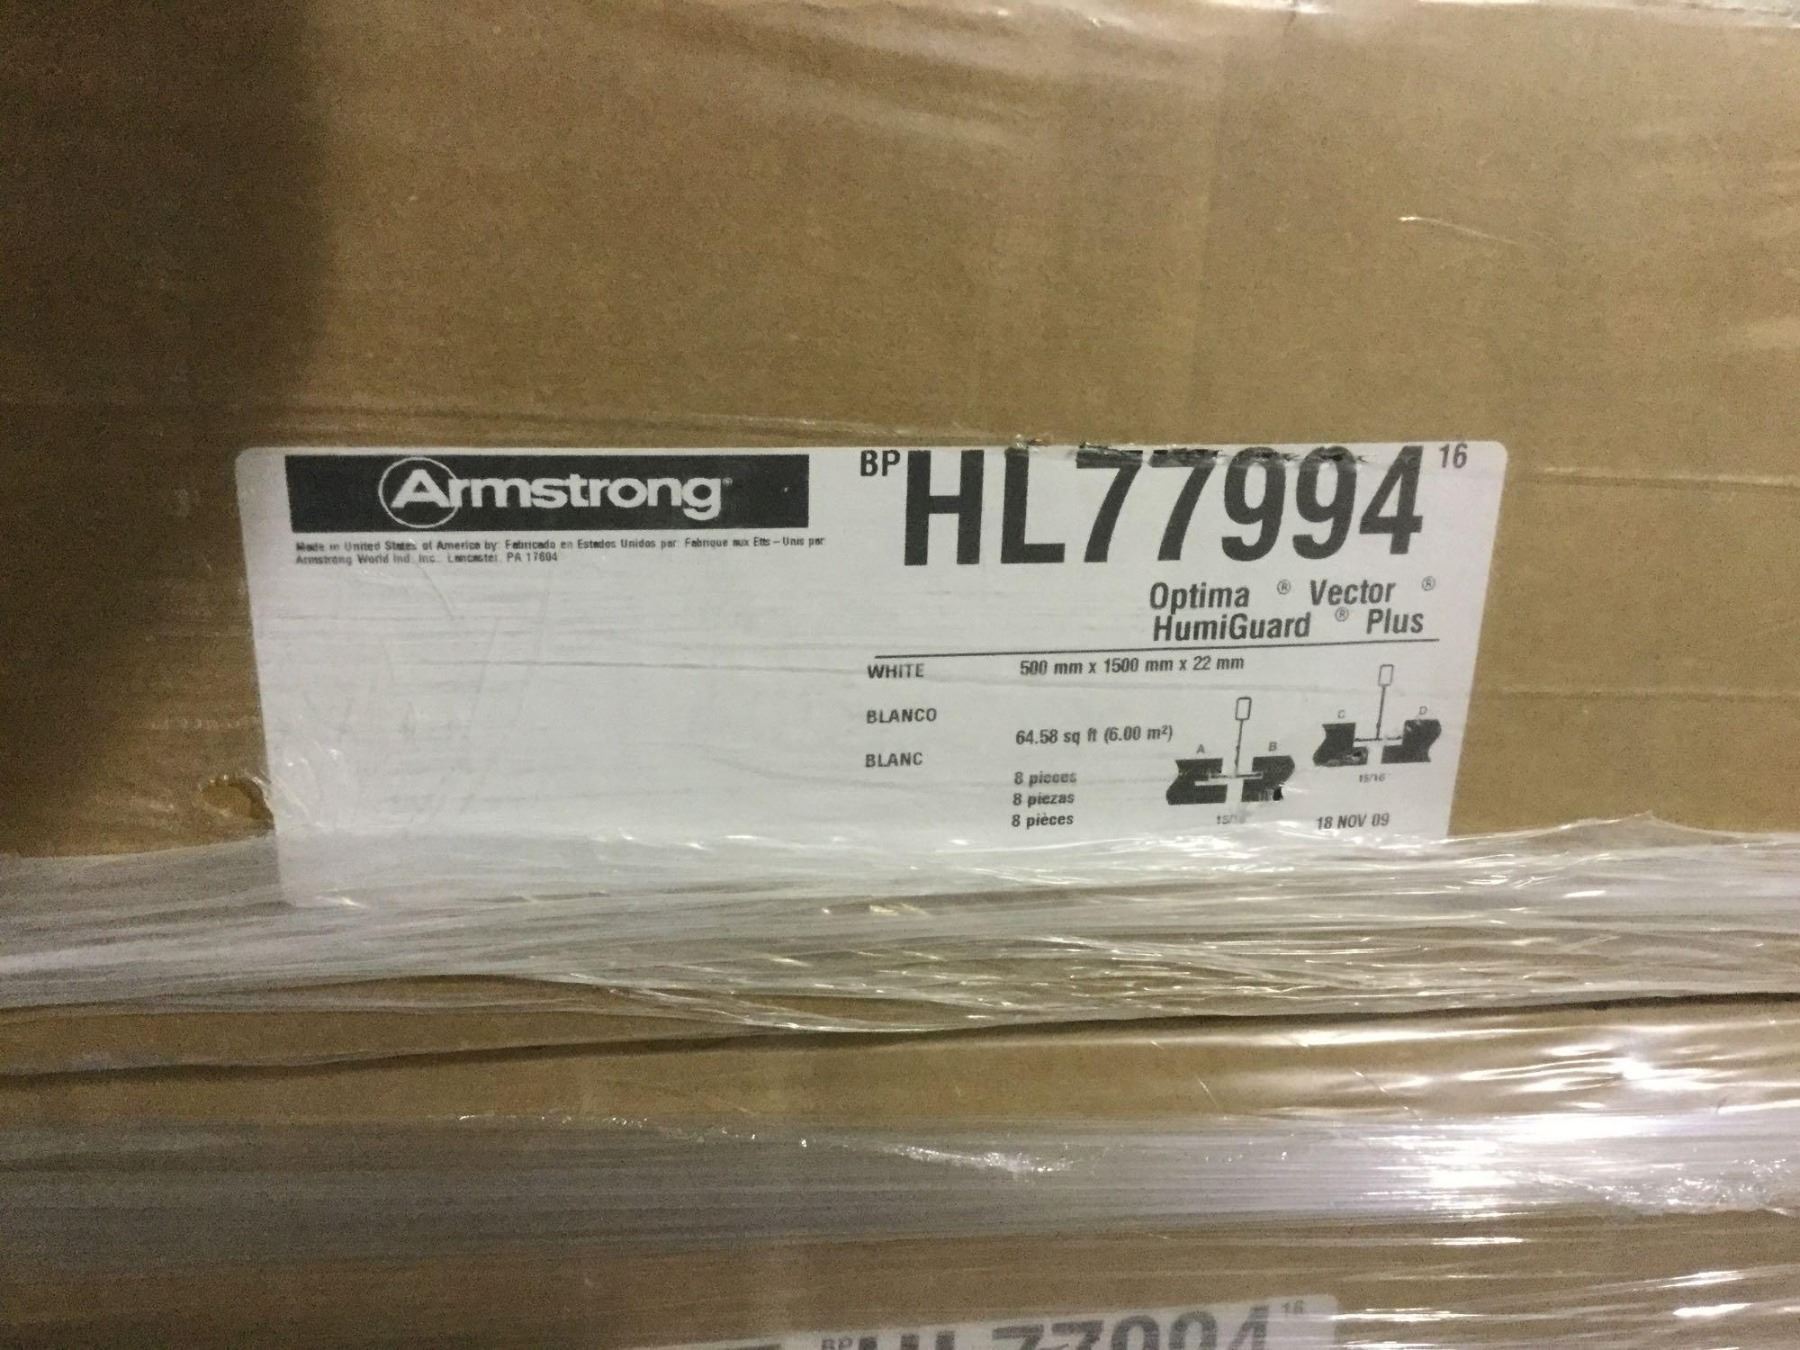 Armstrong
Made in United States of America by: Fabricado en Estados Unidos por: Fabrique aux Etts – Unis par
Armstrong World Ind. Inc. Lancaster, PA 17604
BP HL77994 16
Optima ® Vector ®
HumiGuard ® Plus
WHITE 500 mm x 1500 mm x 22 mm
BLANCO
64.58 sq ft (6.00 m²)
BLANC
8 pieces
8 piezas
8 pièces
A B
C D
15/16
18 NOV 09
BP HL77994 16